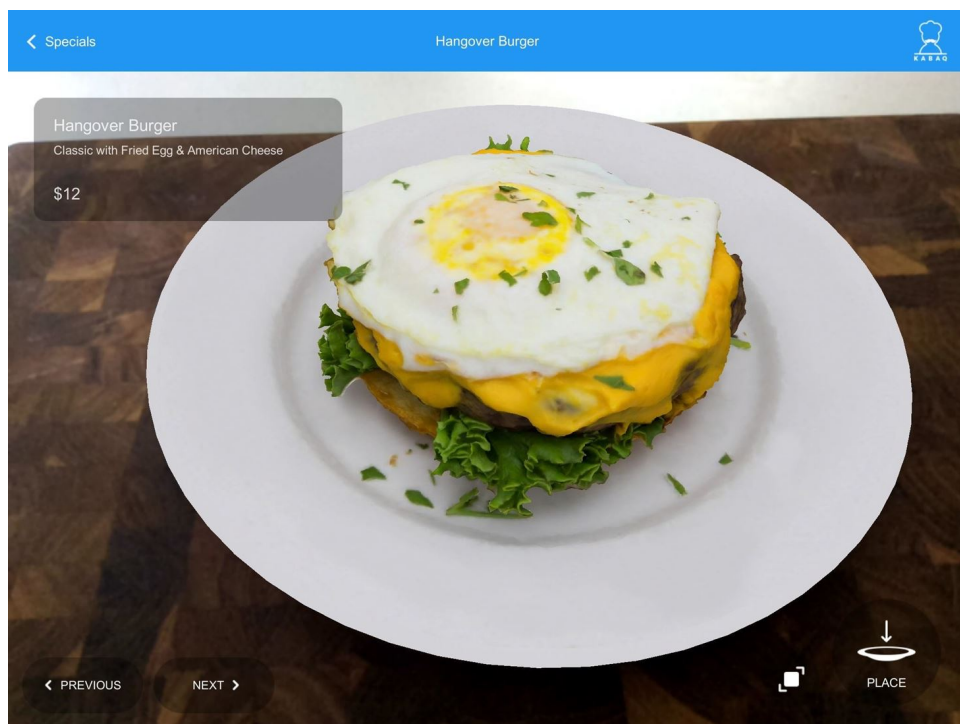 Specials
Hangover Burger
KABAQ
Hangover Burger
Classic with Fried Egg & American Cheese
$12
PREVIOUS
NEXT
PLACE